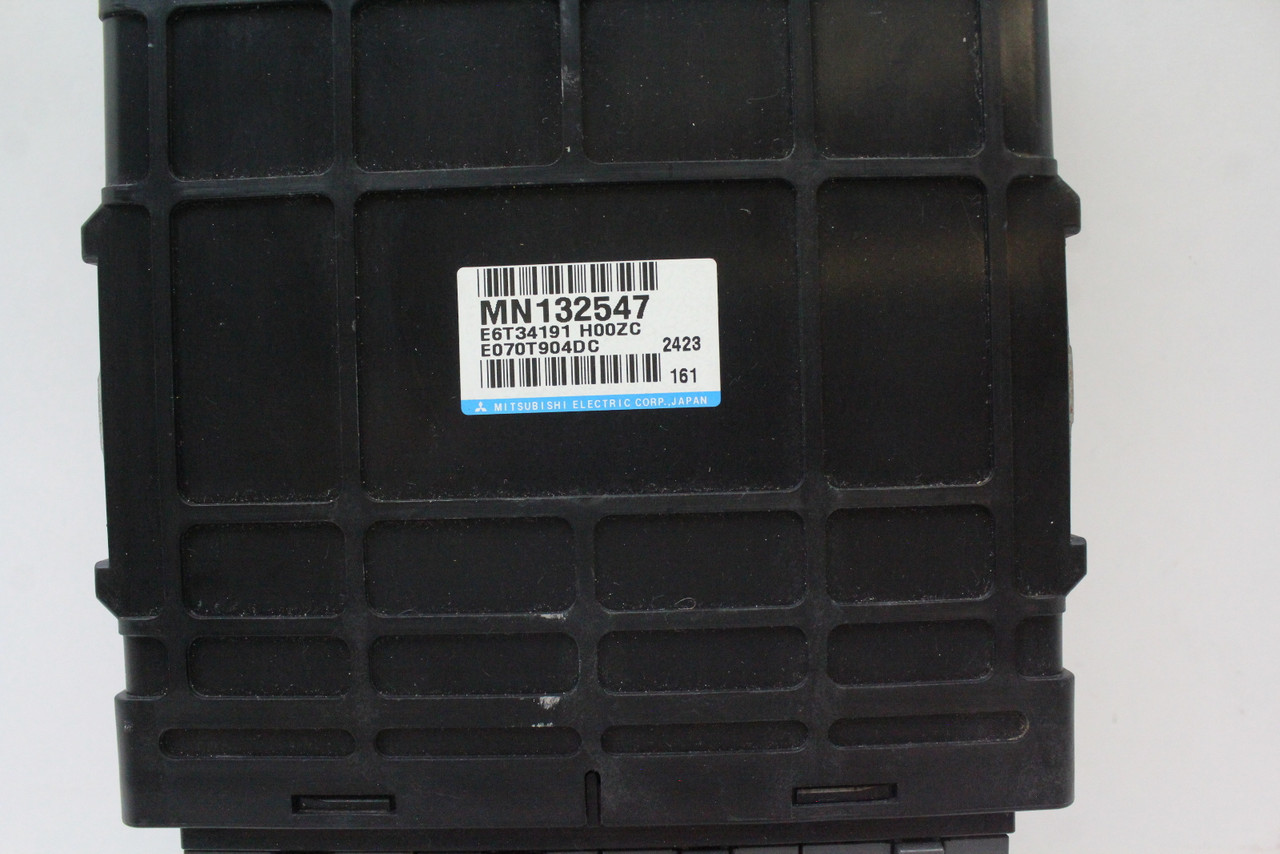 MN132547
E6T34191 H00ZC
E070T904DC 2423
161
MITSUBISHI ELECTRIC CORP.,JAPAN